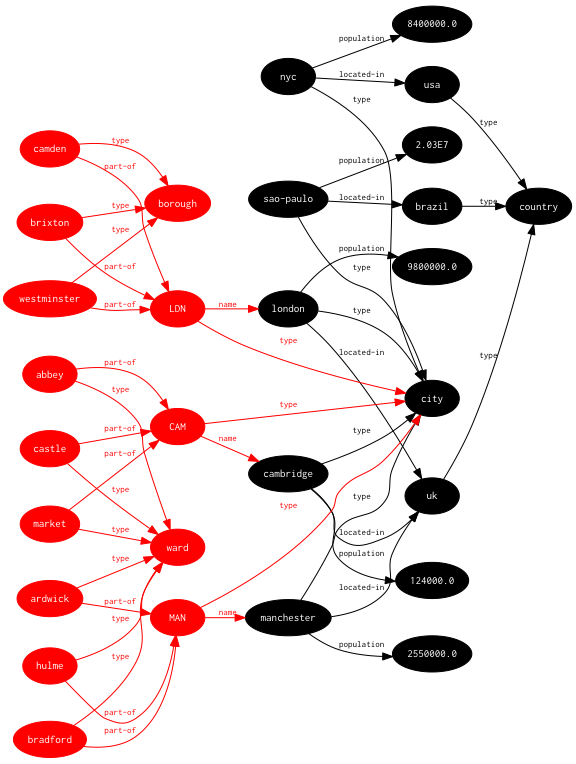 8400000.0
population
nyc
located-in
usa
type
type
camden
type
2.03E7
population
part-of
sao-paulo
located-in
borough
brazil
type
country
brixton
type
type
population
9800000.0
part-of
type
westminster
part-of
LDN
name
london
type
type
located-in
type
abbey
part-of
type
city
type
CAM
castle
part-of
type
name
part-of
cambridge
type
type
uk
market
type
type
located-in
ward
population
type
124000.0
located-in
ardwick
part-of
MAN
name
manchester
type
population
2550000.0
type
hulme
part-of
part-of
bradford